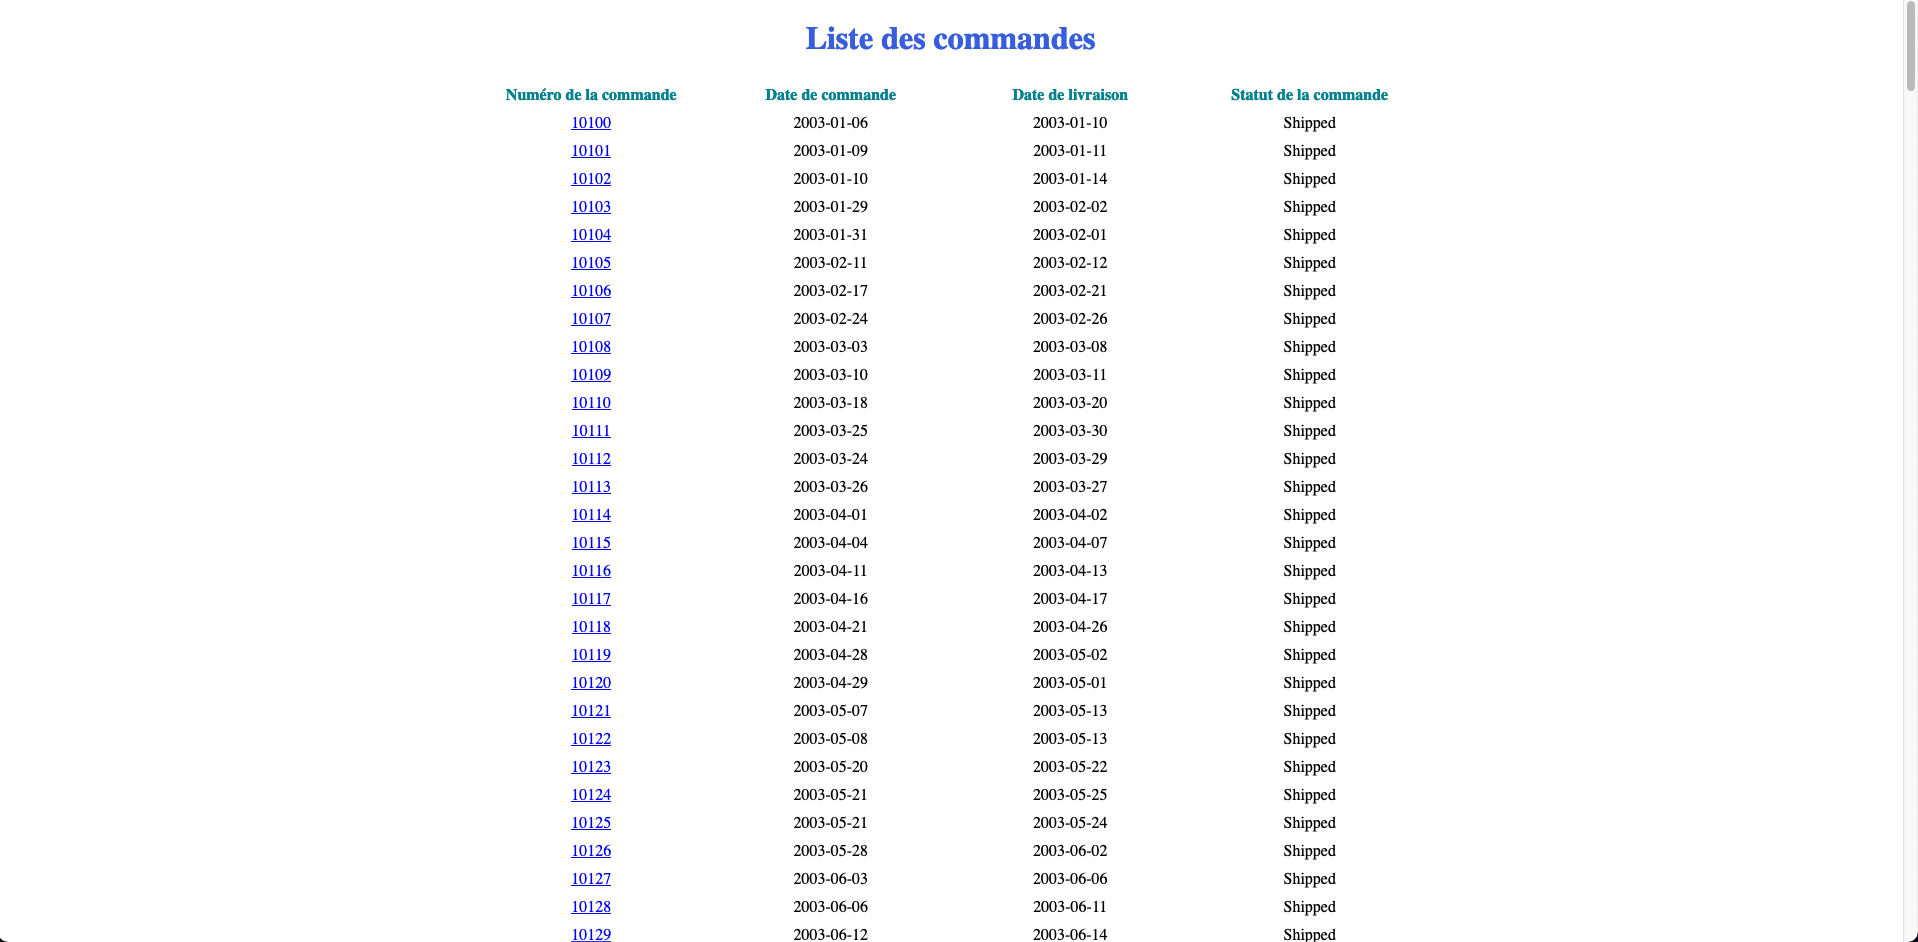 Liste des commandes
Numéro de la commande Date de commande Date de livraison Statut de la commande
10100 2003-01-06 2003-01-10 Shipped
10101 2003-01-09 2003-01-11 Shipped
10102 2003-01-10 2003-01-14 Shipped
10103 2003-01-29 2003-02-02 Shipped
10104 2003-01-31 2003-02-01 Shipped
10105 2003-02-11 2003-02-12 Shipped
10106 2003-02-17 2003-02-21 Shipped
10107 2003-02-24 2003-02-26 Shipped
10108 2003-03-03 2003-03-08 Shipped
10109 2003-03-10 2003-03-11 Shipped
10110 2003-03-18 2003-03-20 Shipped
10111 2003-03-25 2003-03-30 Shipped
10112 2003-03-24 2003-03-29 Shipped
10113 2003-03-26 2003-03-27 Shipped
10114 2003-04-01 2003-04-02 Shipped
10115 2003-04-04 2003-04-07 Shipped
10116 2003-04-11 2003-04-13 Shipped
10117 2003-04-16 2003-04-17 Shipped
10118 2003-04-21 2003-04-26 Shipped
10119 2003-04-28 2003-05-02 Shipped
10120 2003-04-29 2003-05-01 Shipped
10121 2003-05-07 2003-05-13 Shipped
10122 2003-05-08 2003-05-13 Shipped
10123 2003-05-20 2003-05-22 Shipped
10124 2003-05-21 2003-05-25 Shipped
10125 2003-05-21 2003-05-24 Shipped
10126 2003-05-28 2003-06-02 Shipped
10127 2003-06-03 2003-06-06 Shipped
10128 2003-06-06 2003-06-11 Shipped
10129 2003-06-12 2003-06-14 Shipped